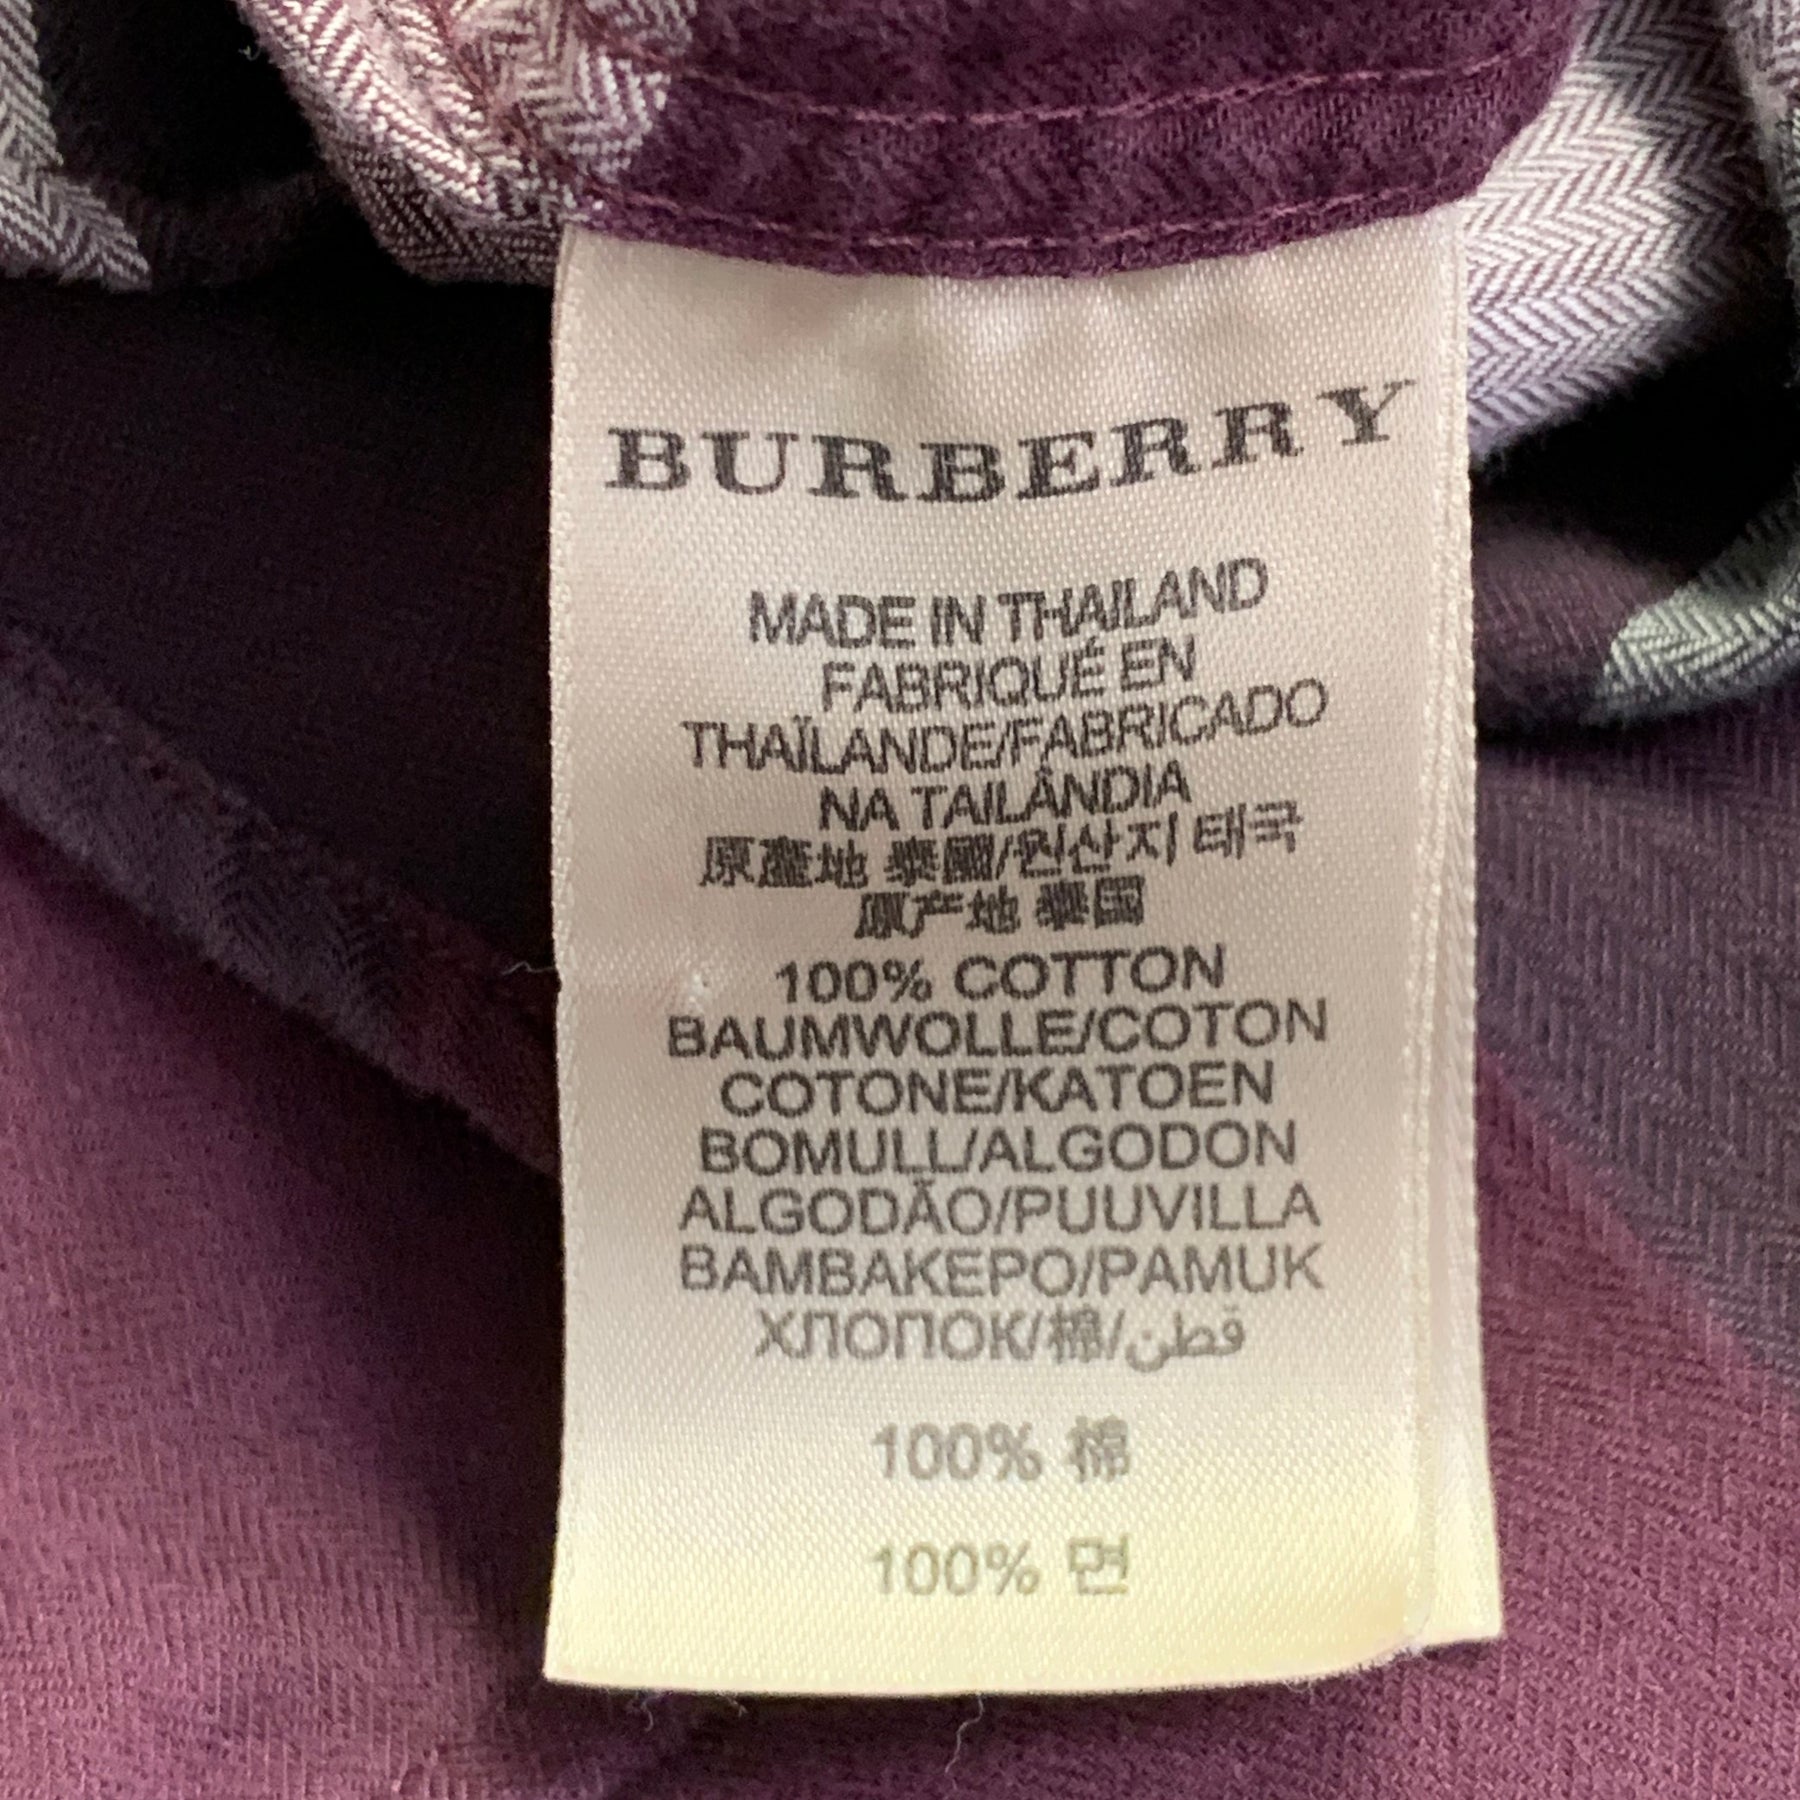 BURBERRY
MADE IN THAILAND
FABRIQUÉ EN
THAÏLANDE/FABRICADO
NA TAILÂNDIA
原產地 泰國/원산지 태국
原产地 泰国
100% COTTON
BAUMWOLLE/COTON
COTONE/KATOEN
BOMULL/ALGODON
ALGODÃO/PUUVILLA
BAMBAKEPO/PAMUK
ХЛОПОК/棉/قطن
100% 棉
100% 면